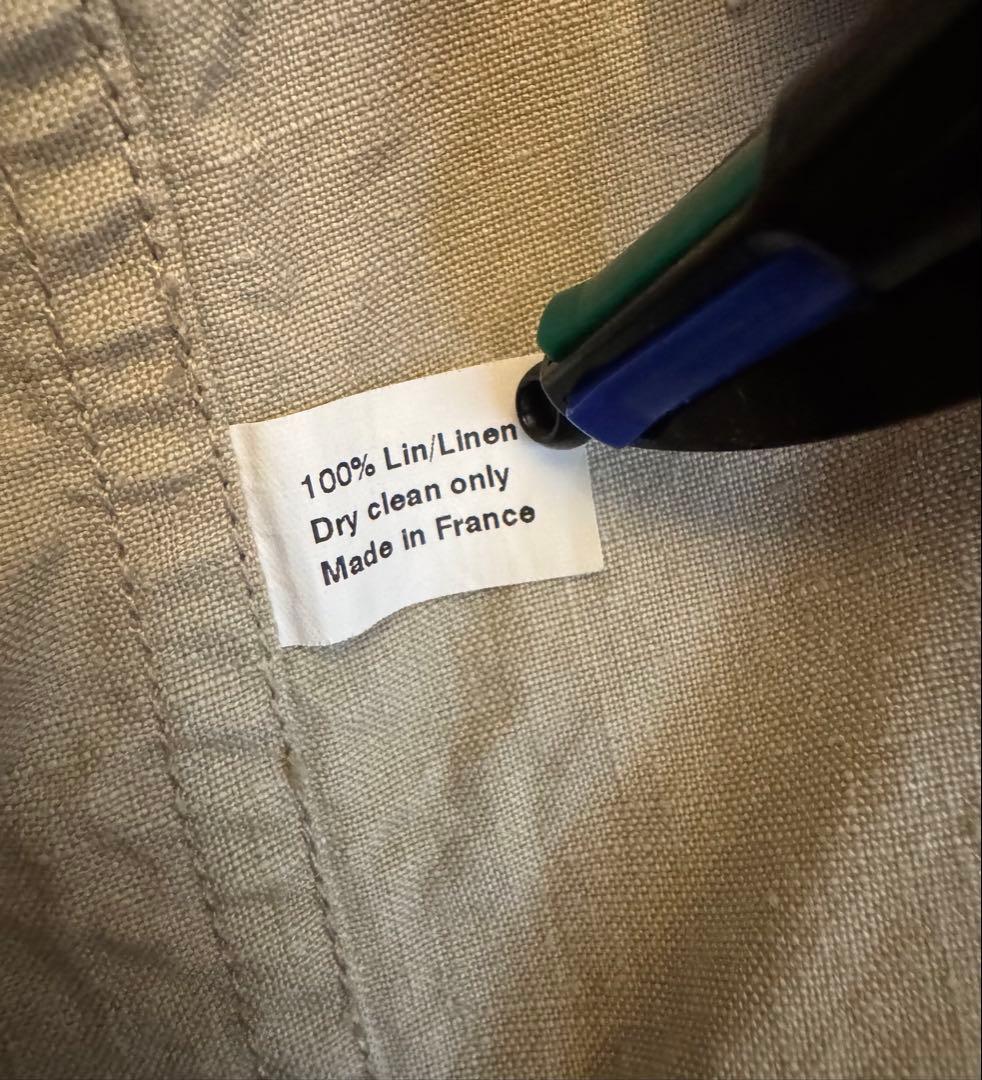 100% Lin/Linen
Dry clean only
Made in France